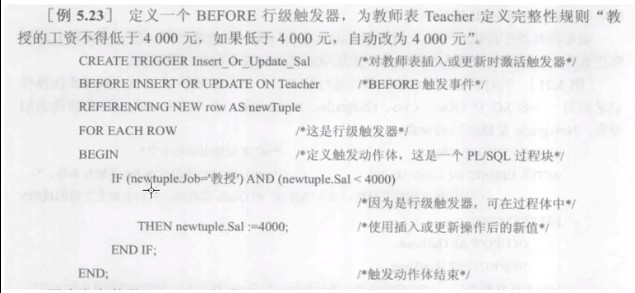 ［例 5.23］ 定义一个 BEFORE 行级触发器，为教师表 Teacher 定义完整性规则“教
授的工资不得低于 4 000 元，如果低于 4 000 元，自动改为 4 000 元”。
CREATE TRIGGER Insert_Or_Update_Sal /*对教师表插入或更新时激活触发器*/
BEFORE INSERT OR UPDATE ON Teacher /*BEFORE 触发事件*/
REFERENCING NEW row AS newTuple
FOR EACH ROW /*这是行级触发器*/
BEGIN /*定义触发动作体，这是一个 PL/SQL 过程块*/
IF (newtuple.Job='教授') AND (newtuple.Sal < 4000)
/*因为是行级触发器，可在过程体中*/
THEN newtuple.Sal :=4000; /*使用插入或更新操作后的新值*/
END IF;
END; /*触发动作体结束*/